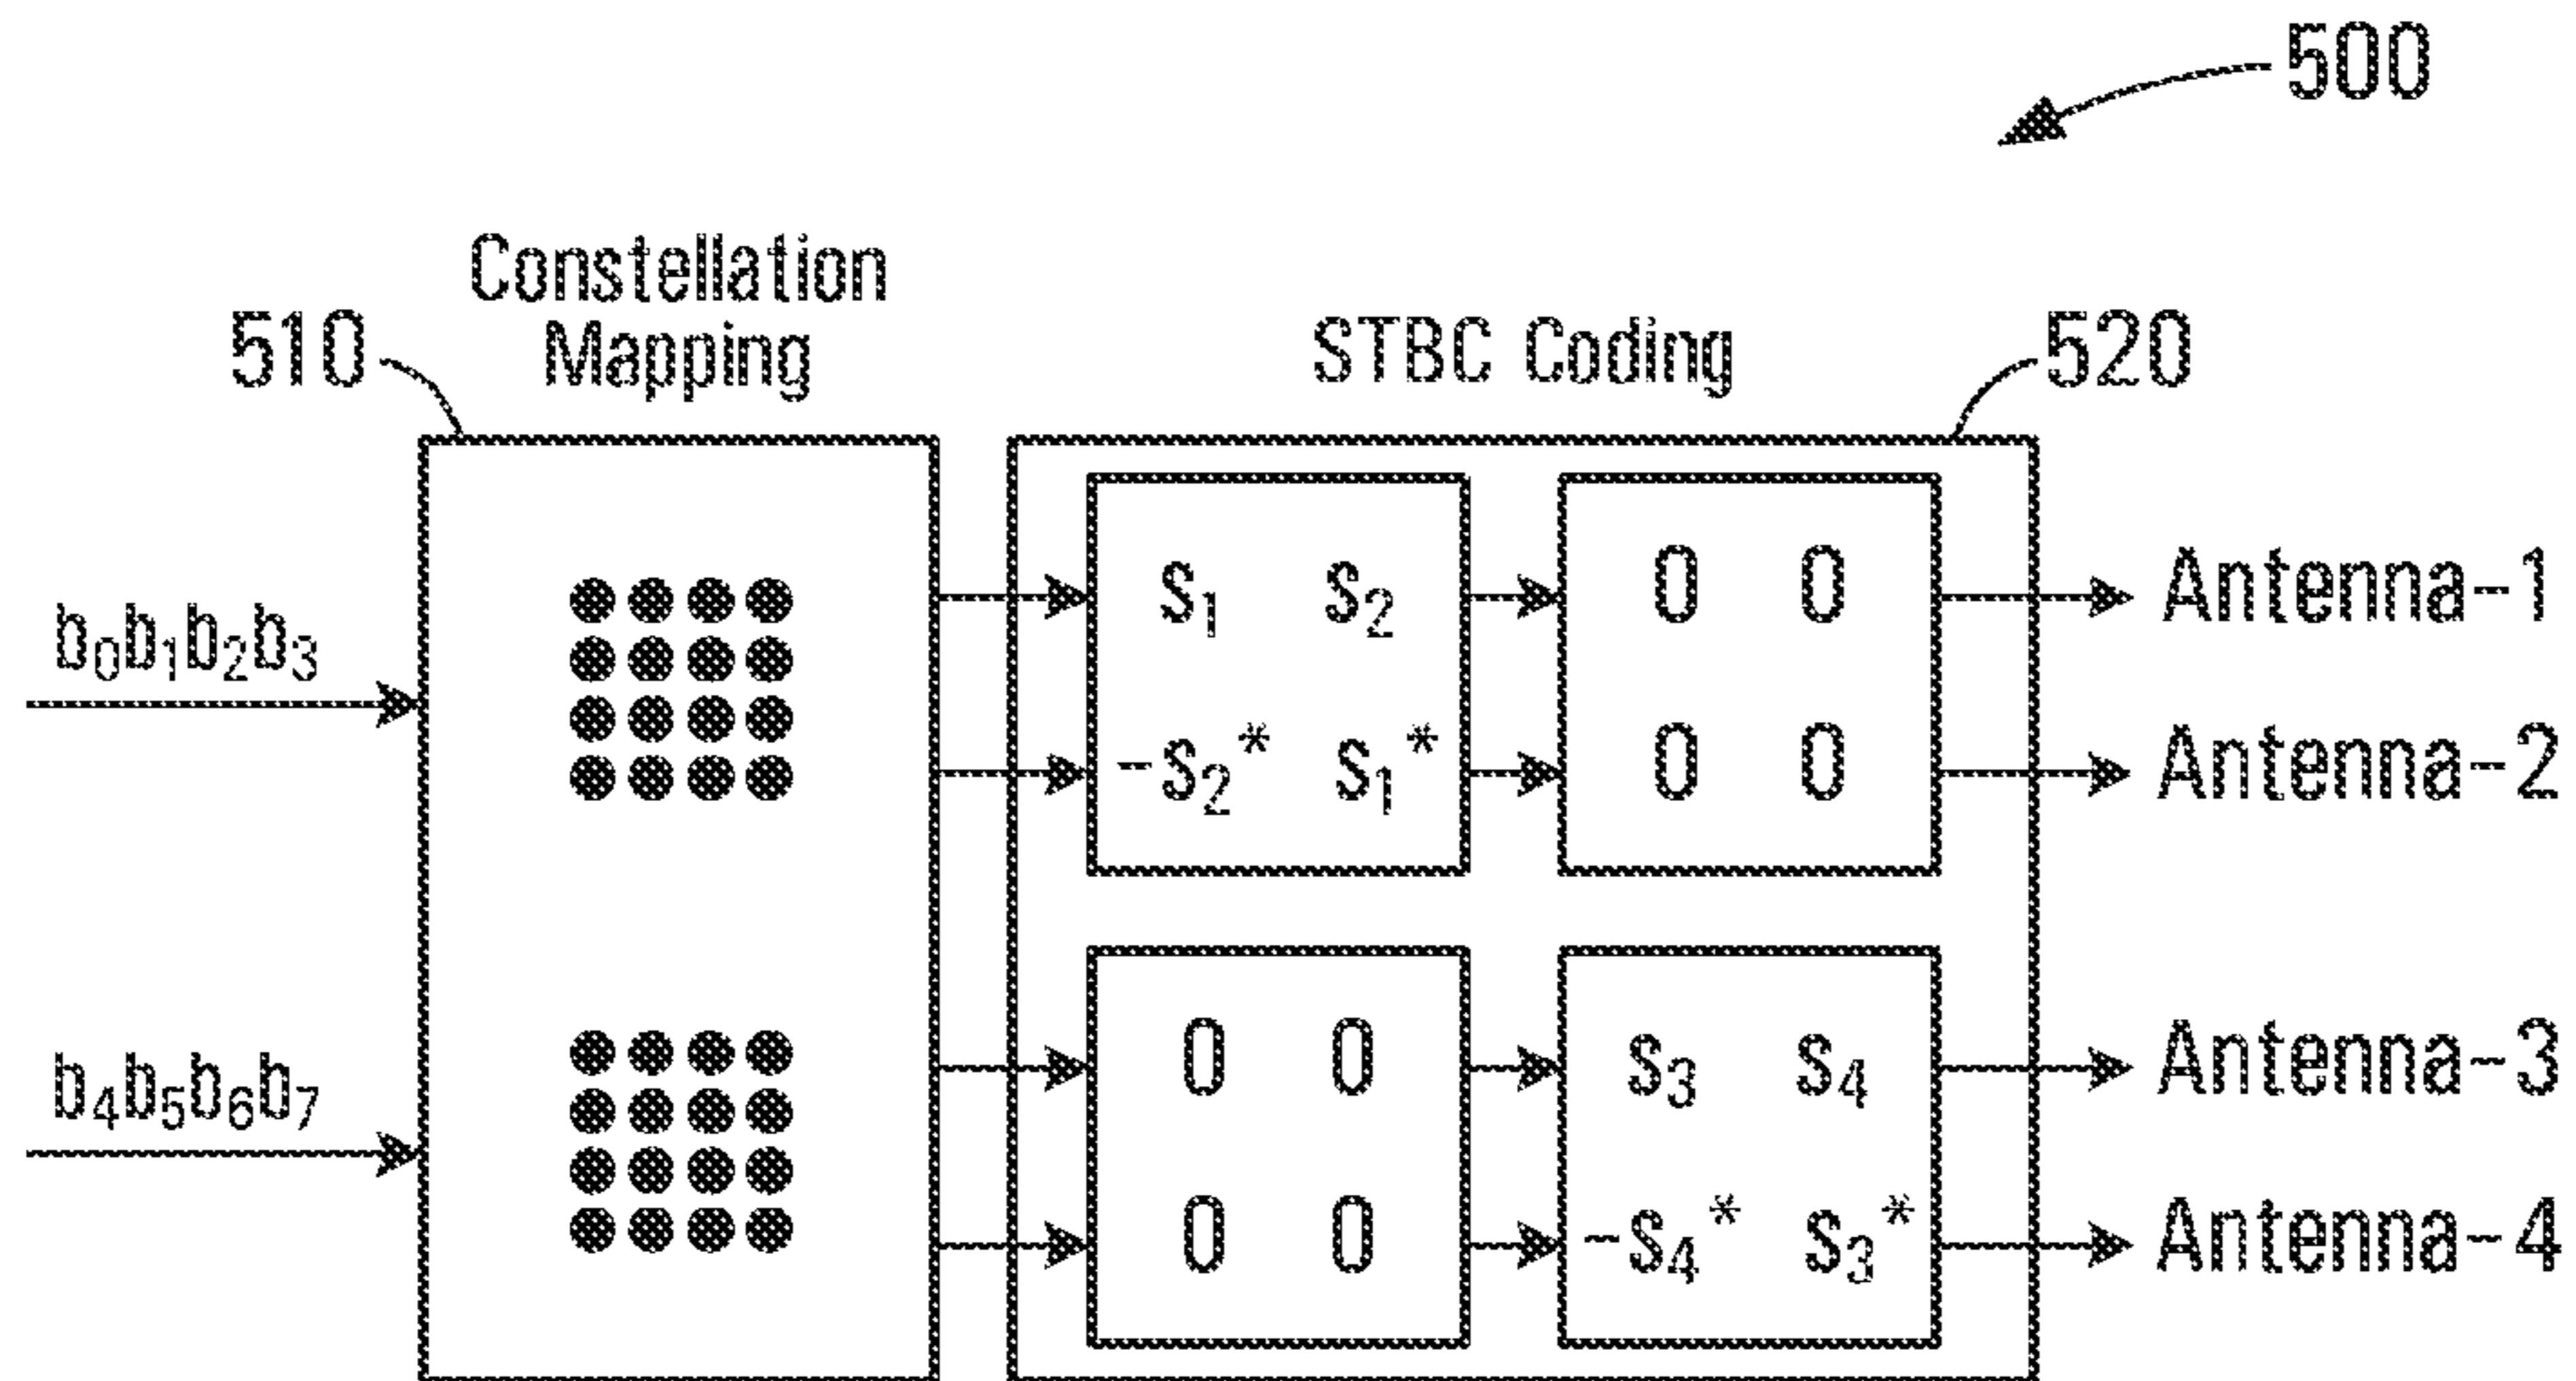 500
Constellation
Mapping
510
STBC Coding
520
b₀b₁b₂b₃
s₁ s₂ 0 0 Antenna-1
-s₂* s₁* 0 0 Antenna-2
b₄b₅b₆b₇
0 0 s₃ s₄ Antenna-3
0 0 -s₄* s₃* Antenna-4